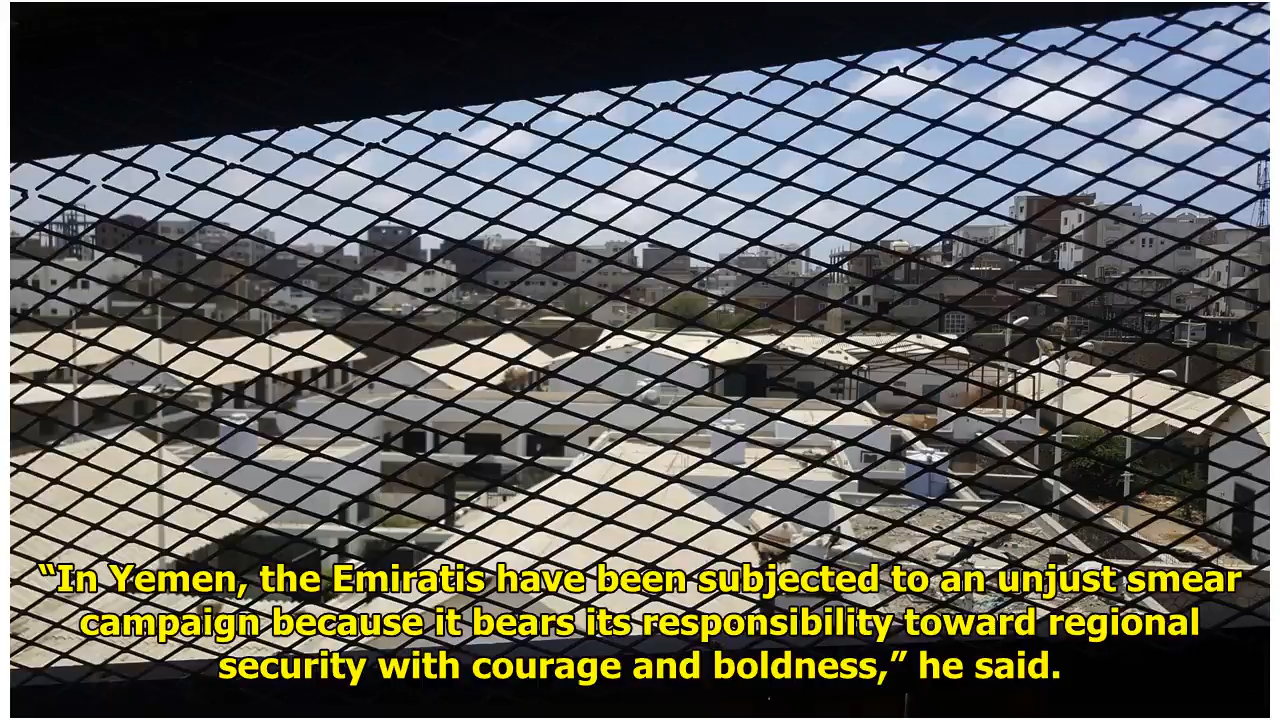 “In Yemen, the Emiratis have been subjected to an unjust smear
campaign because it bears its responsibility toward regional
security with courage and boldness,” he said.